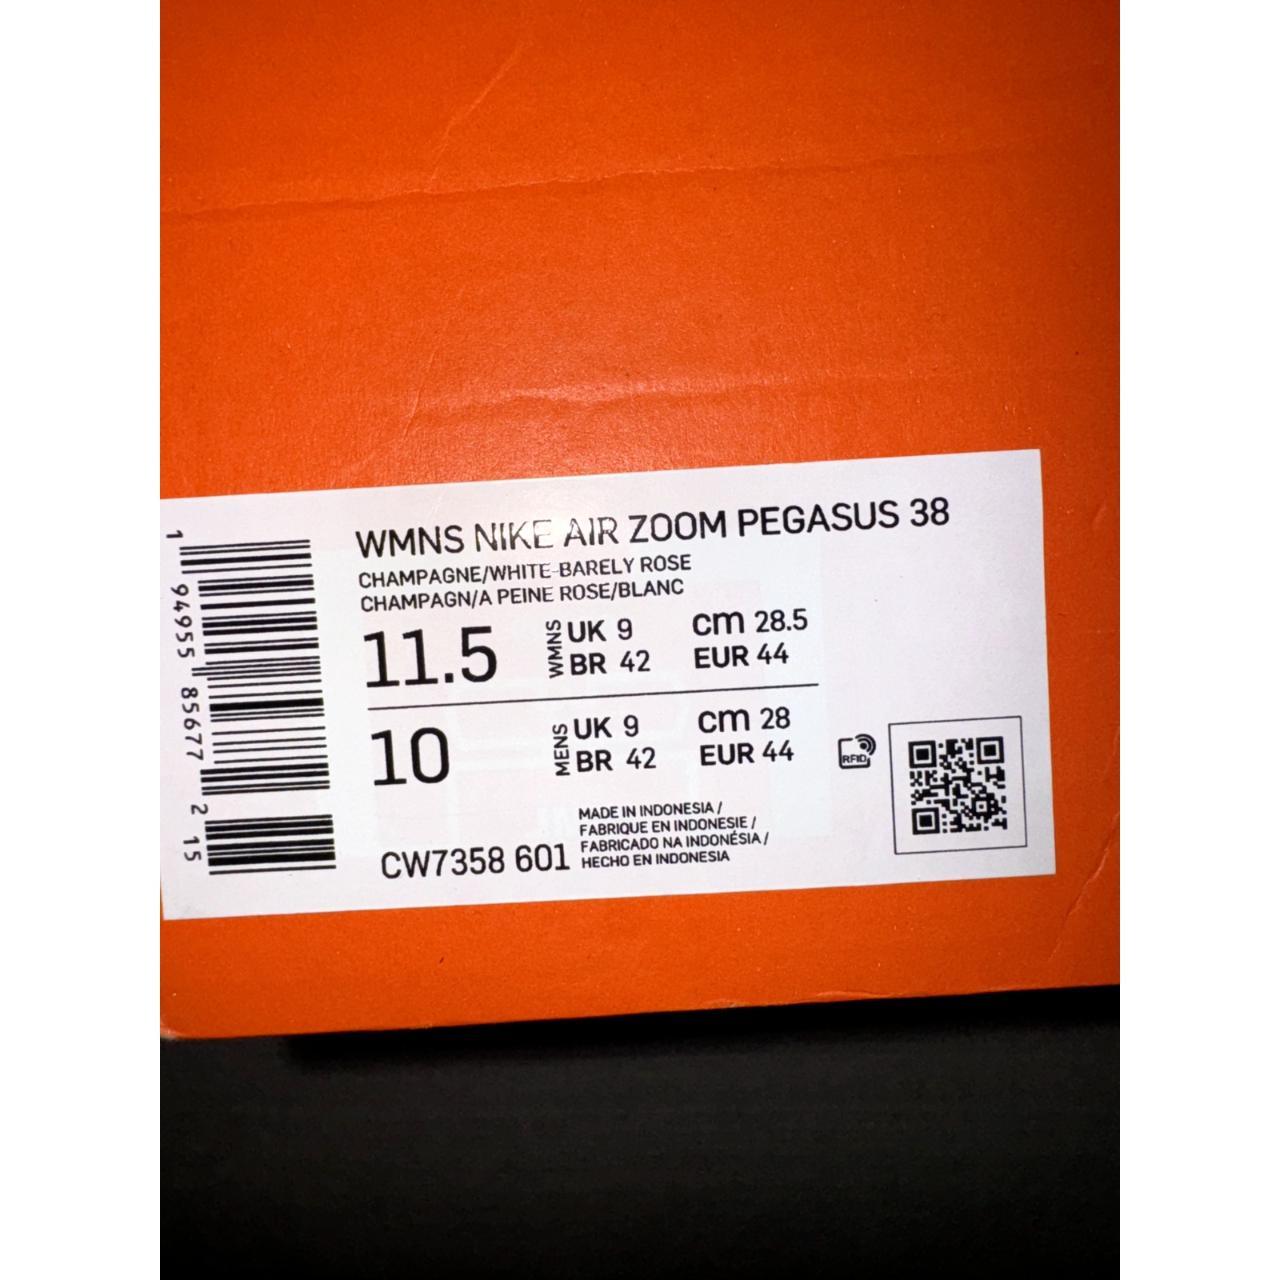 WMNS NIKE AIR ZOOM PEGASUS 38
CHAMPAGNE/WHITE-BARELY ROSE
CHAMPAGN/A PEINE ROSE/BLANC
11.5 WMNS UK 9 cm 28.5
BR 42 EUR 44
10 MENS UK 9 cm 28
BR 42 EUR 44
RFID
MADE IN INDONESIA /
FABRIQUE EN INDONESIE /
FABRICADO NA INDONÉSIA /
HECHO EN INDONESIA
CW7358 601
1 94955 85677 2 15